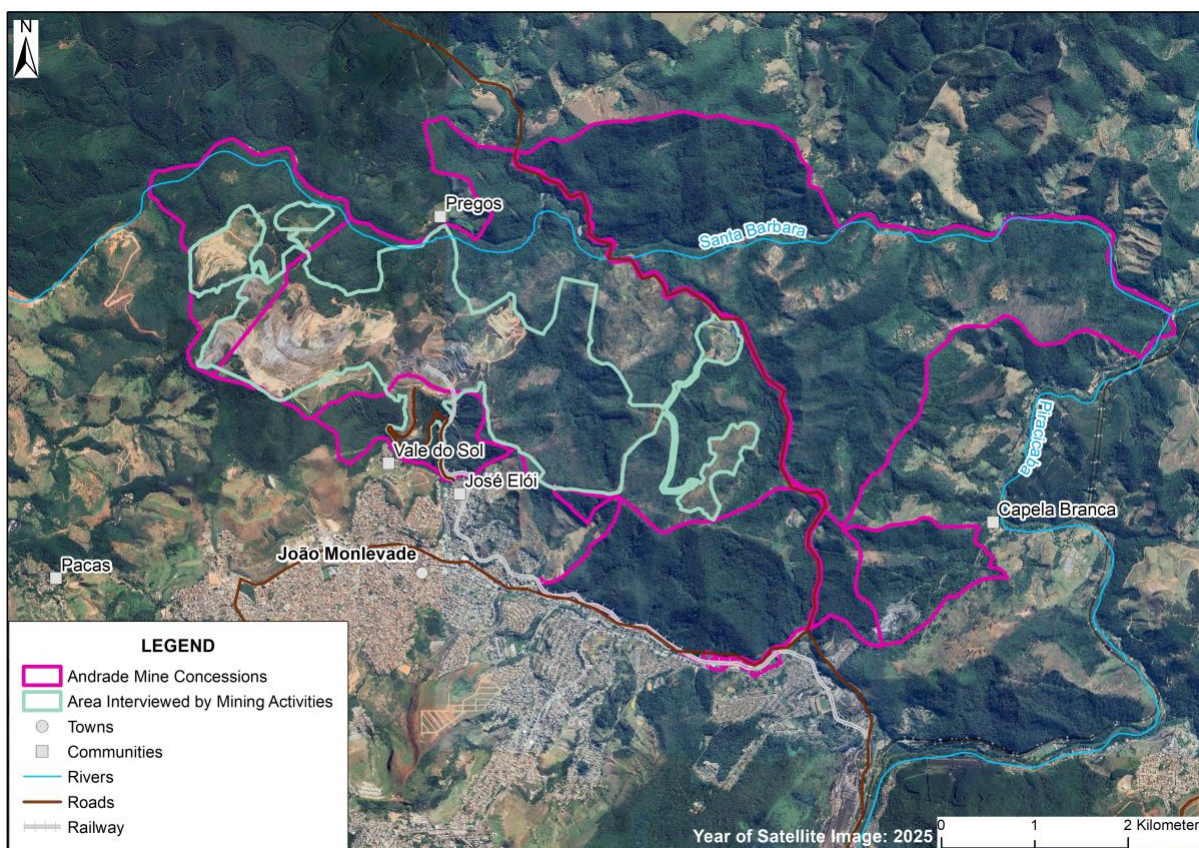 N
Pregos
Santa Barbara
Piracicaba
Vale do Sol
José Elói
Capela Branca
João Monlevade
Pacas
LEGEND
Andrade Mine Concessions
Area Interviewed by Mining Activities
Towns
Communities
Rivers
Roads
Railway
Year of Satellite Image: 2025
0 1 2 Kilometer